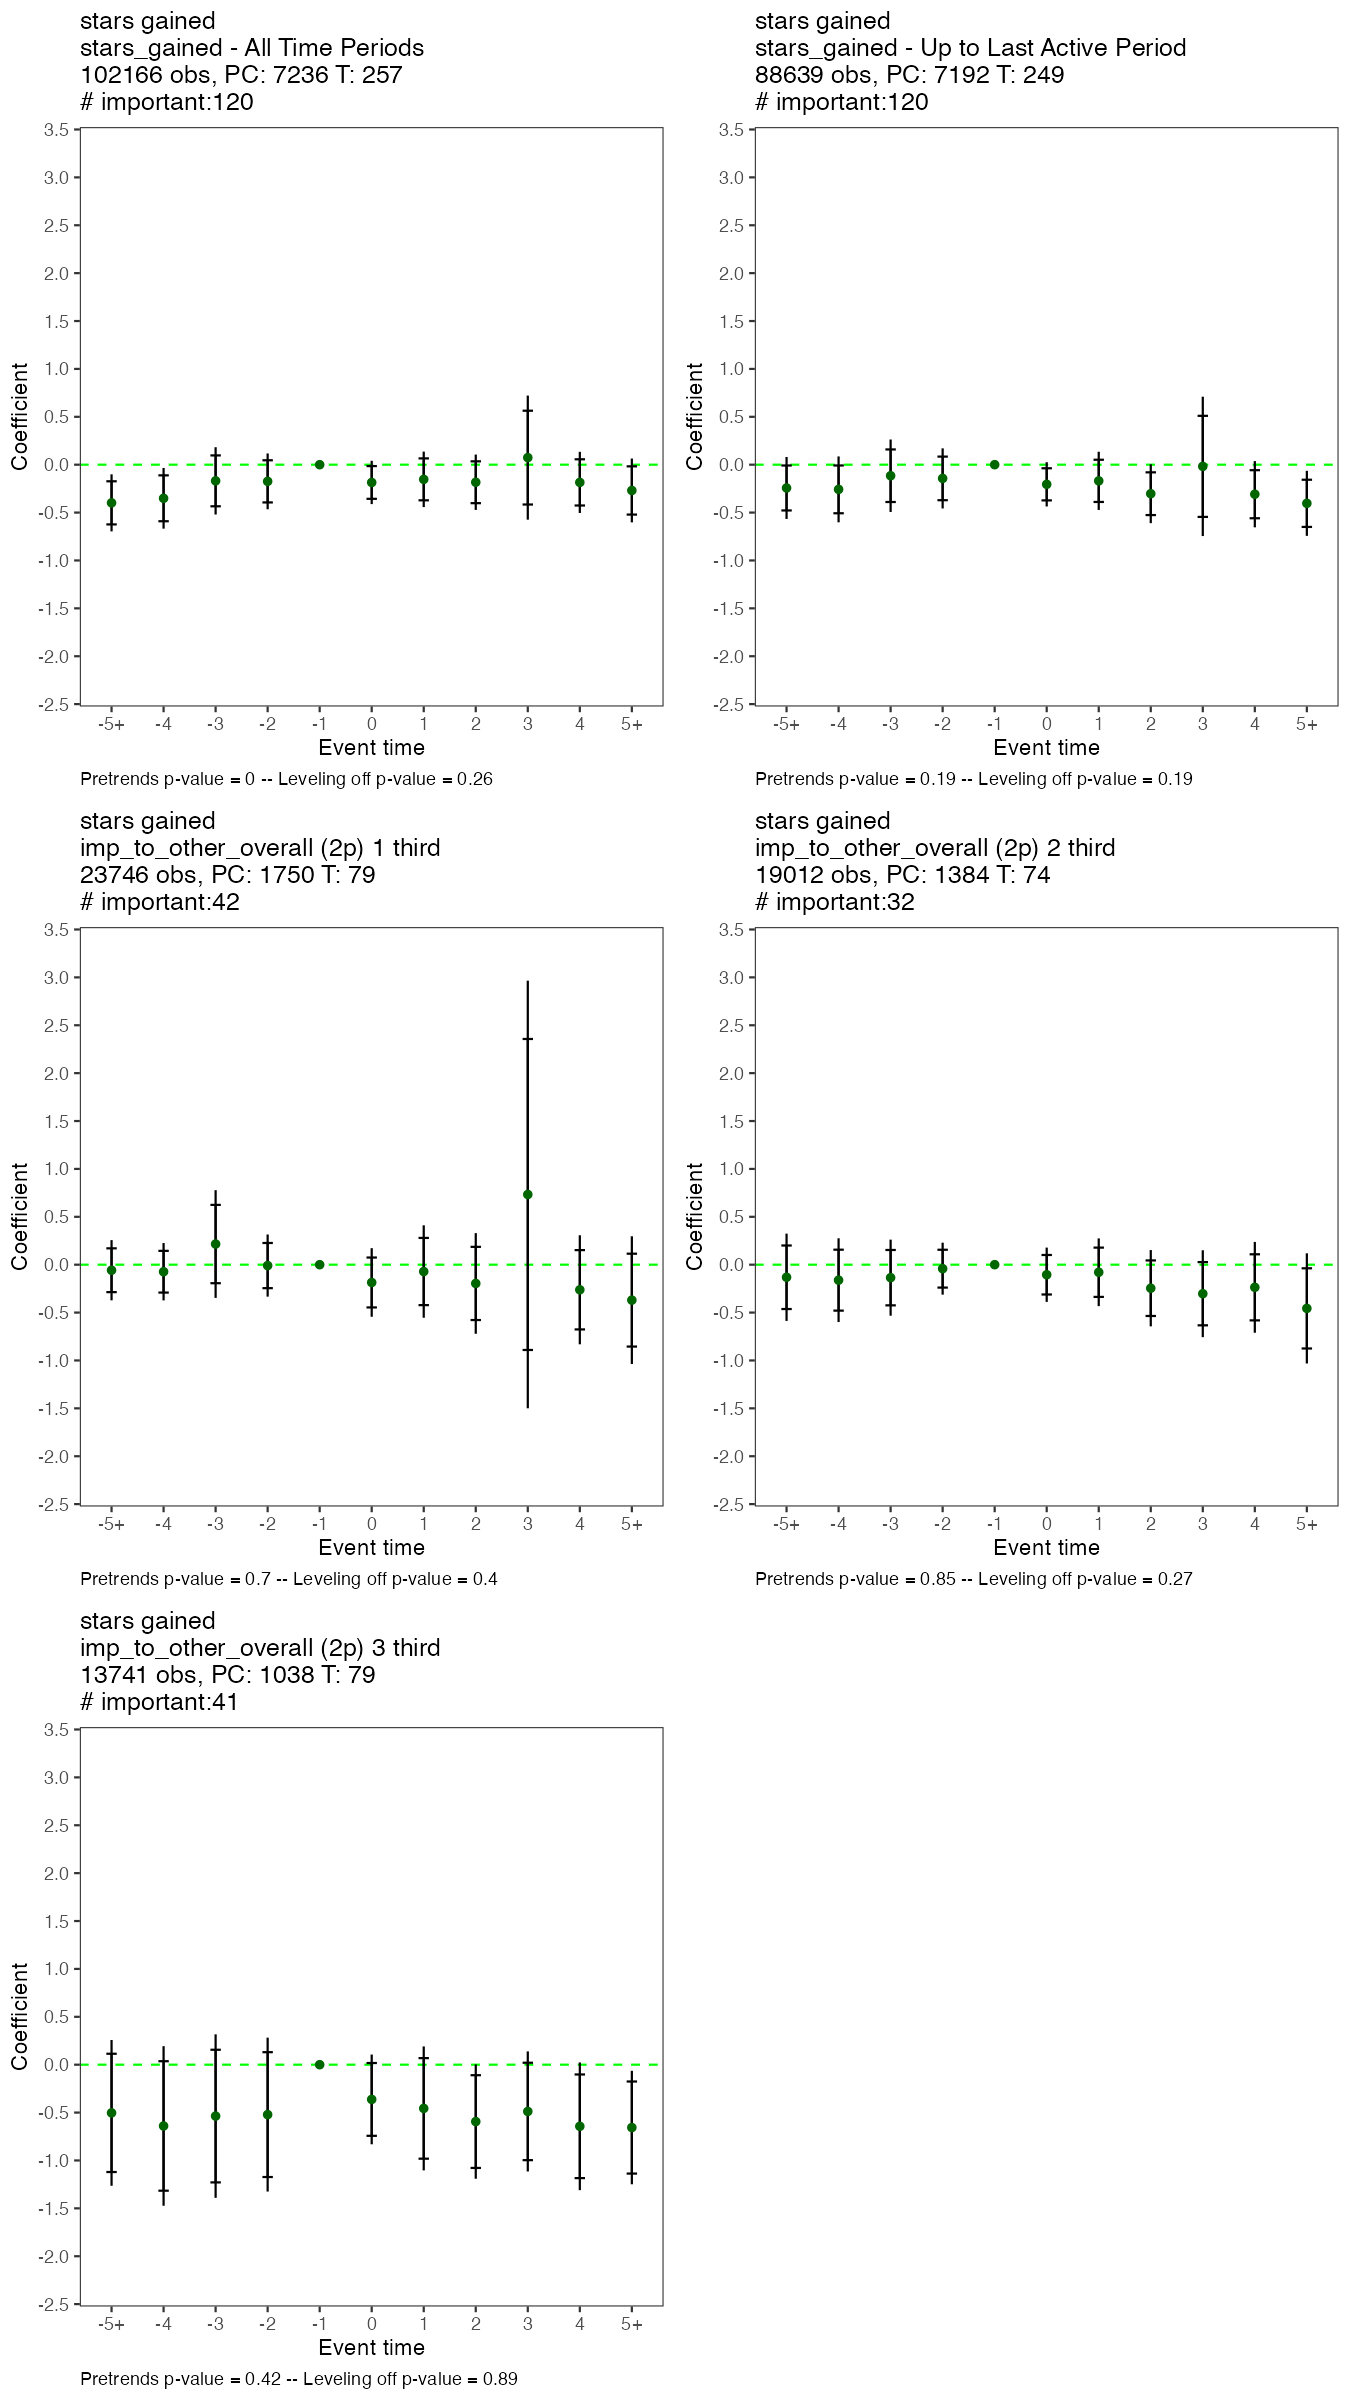 stars gained
stars_gained - All Time Periods
102166 obs, PC: 7236 T: 257
# important:120
3.5
3.0
2.5
2.0
1.5
1.0
0.5
0.0
-0.5
-1.0
-1.5
-2.0
-2.5
Coefficient
-5+ -4 -3 -2 -1 0 1 2 3 4 5+
Event time
Pretrends p-value = 0 -- Leveling off p-value = 0.26
stars gained
stars_gained - Up to Last Active Period
88639 obs, PC: 7192 T: 249
# important:120
3.5
3.0
2.5
2.0
1.5
1.0
0.5
0.0
-0.5
-1.0
-1.5
-2.0
-2.5
Coefficient
-5+ -4 -3 -2 -1 0 1 2 3 4 5+
Event time
Pretrends p-value = 0.19 -- Leveling off p-value = 0.19
stars gained
imp_to_other_overall (2p) 1 third
23746 obs, PC: 1750 T: 79
# important:42
3.5
3.0
2.5
2.0
1.5
1.0
0.5
0.0
-0.5
-1.0
-1.5
-2.0
-2.5
Coefficient
-5+ -4 -3 -2 -1 0 1 2 3 4 5+
Event time
Pretrends p-value = 0.7 -- Leveling off p-value = 0.4
stars gained
imp_to_other_overall (2p) 2 third
19012 obs, PC: 1384 T: 74
# important:32
3.5
3.0
2.5
2.0
1.5
1.0
0.5
0.0
-0.5
-1.0
-1.5
-2.0
-2.5
Coefficient
-5+ -4 -3 -2 -1 0 1 2 3 4 5+
Event time
Pretrends p-value = 0.85 -- Leveling off p-value = 0.27
stars gained
imp_to_other_overall (2p) 3 third
13741 obs, PC: 1038 T: 79
# important:41
3.5
3.0
2.5
2.0
1.5
1.0
0.5
0.0
-0.5
-1.0
-1.5
-2.0
-2.5
Coefficient
-5+ -4 -3 -2 -1 0 1 2 3 4 5+
Event time
Pretrends p-value = 0.42 -- Leveling off p-value = 0.89